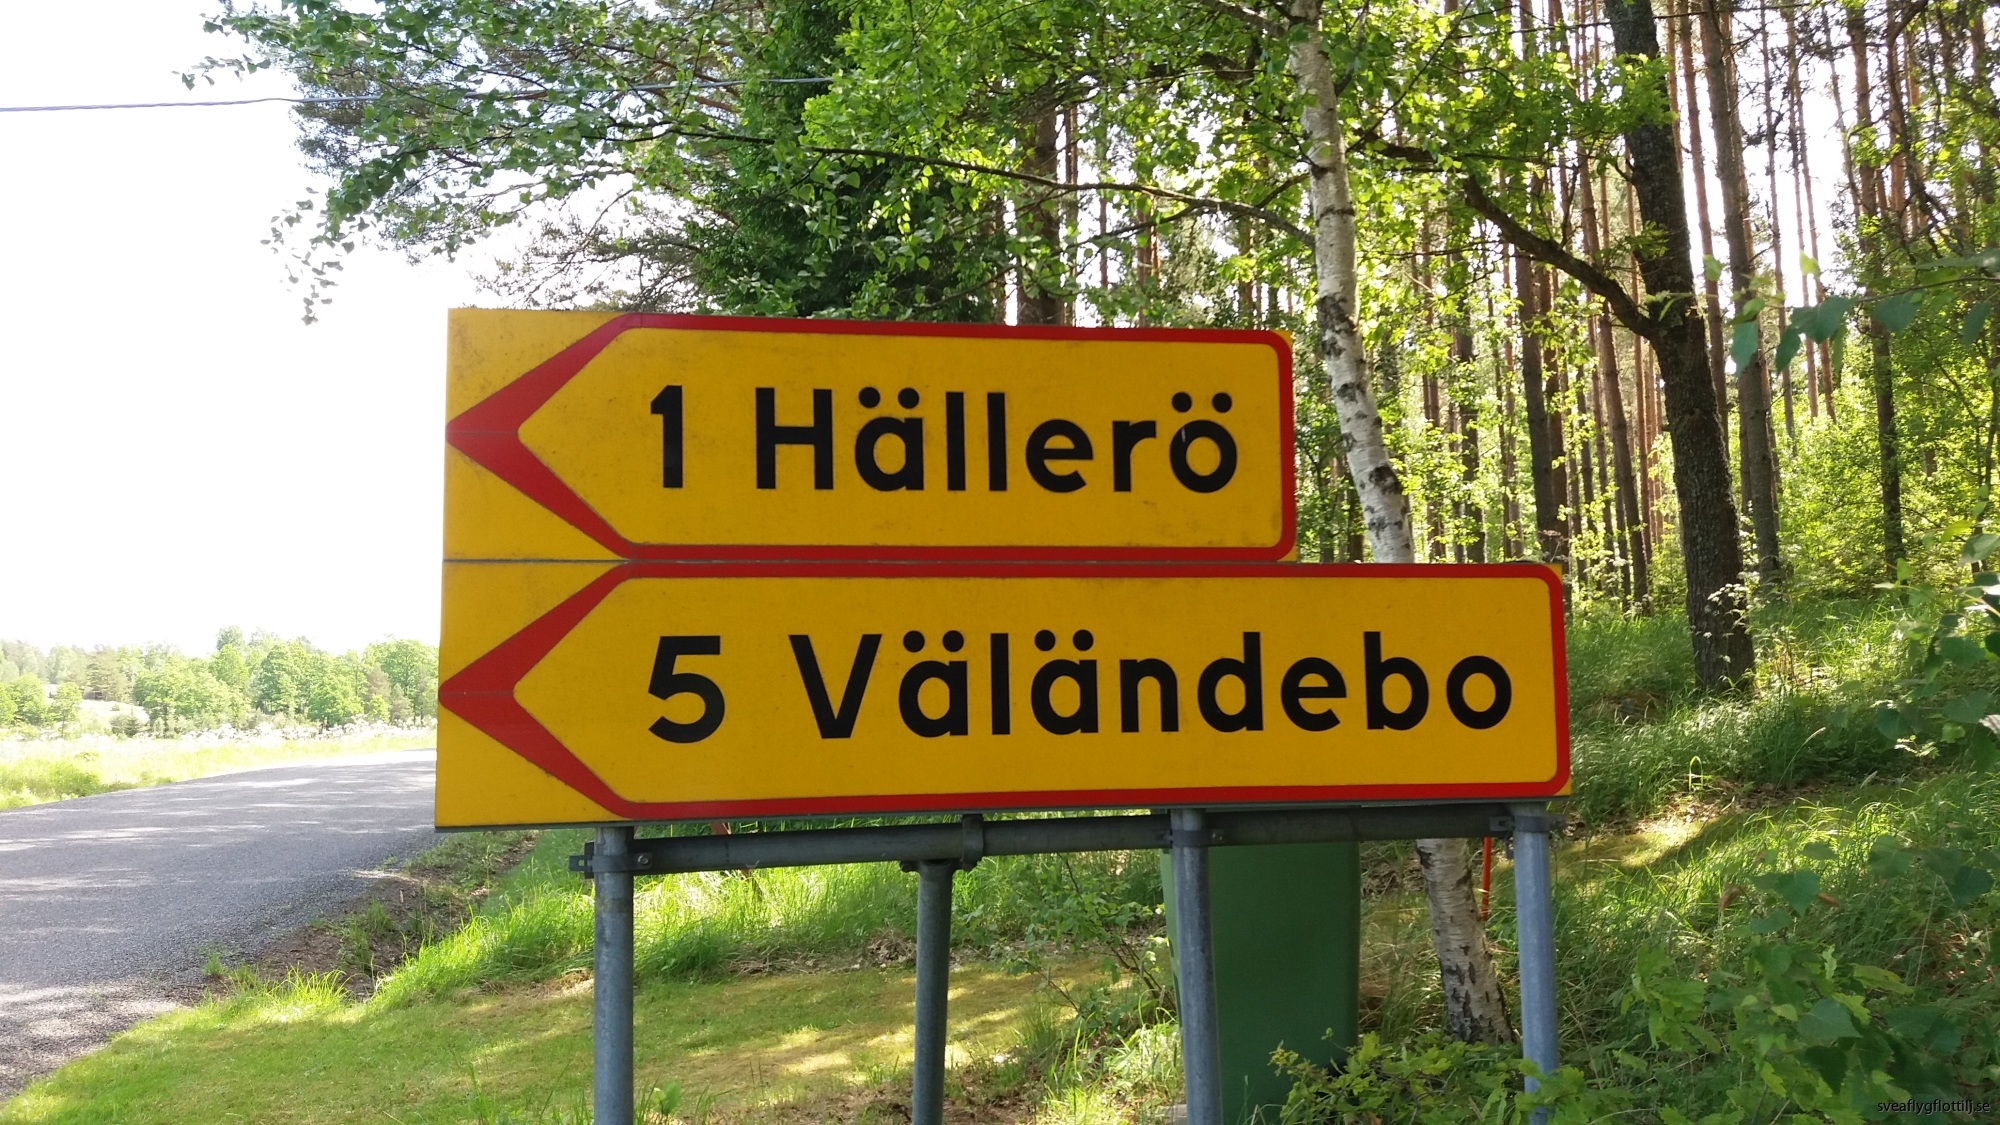 1 Hällerö
5 Väländebo
sveaflygflottilj.se